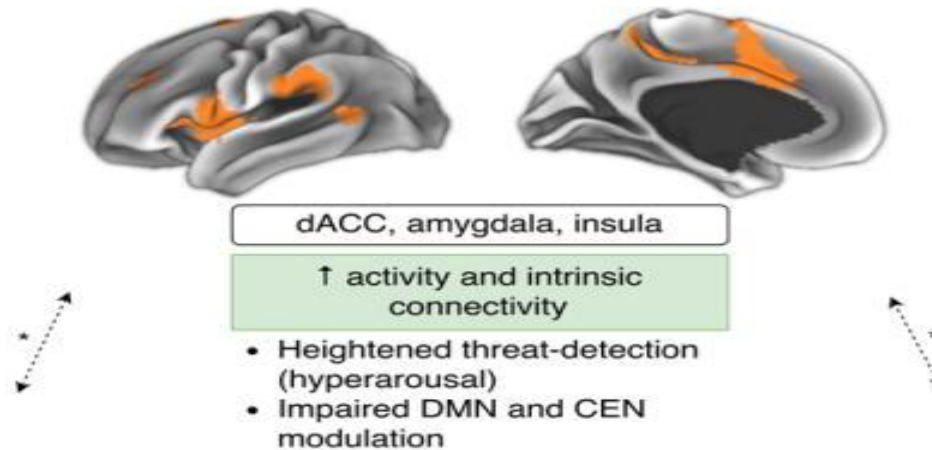 dACC, amygdala, insula
↑ activity and intrinsic
connectivity
• Heightened threat-detection
(hyperarousal)
• Impaired DMN and CEN
modulation
*
*